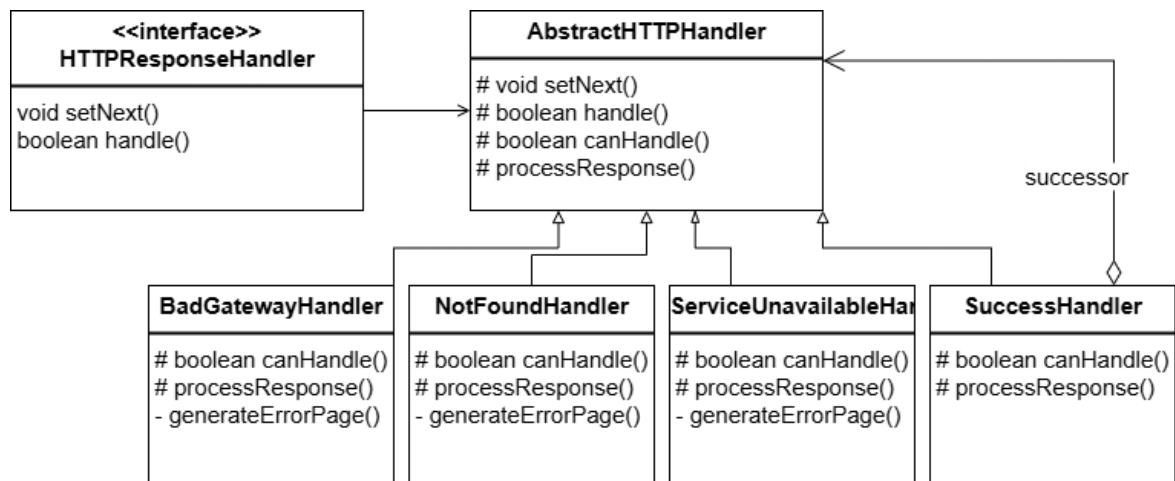 <<interface>>
HTTPResponseHandler
void setNext()
boolean handle()
AbstractHTTPHandler
# void setNext()
# boolean handle()
# boolean canHandle()
# processResponse()
successor
BadGatewayHandler
# boolean canHandle()
# processResponse()
- generateErrorPage()
NotFoundHandler
# boolean canHandle()
# processResponse()
- generateErrorPage()
ServiceUnavailableHan
# boolean canHandle()
# processResponse()
- generateErrorPage()
SuccessHandler
# boolean canHandle()
# processResponse()